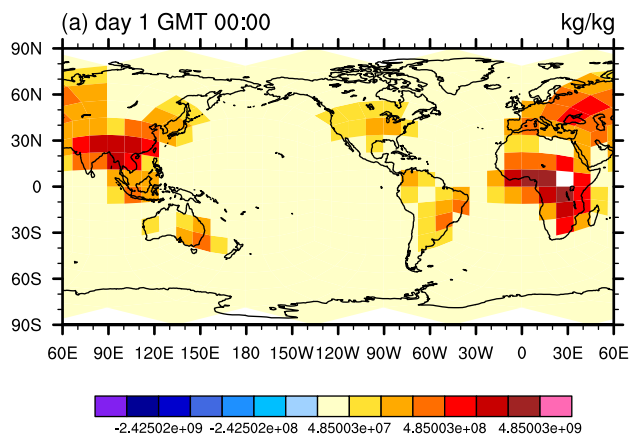 (a) day 1 GMT 00:00 kg/kg
90N
60N
30N
0
30S
60S
90S
60E 90E 120E 150E 180 150W 120W 90W 60W 30W 0 30E 60E
-2.42502e+09 -2.42502e+08 4.85003e+07 4.85003e+08 4.85003e+09